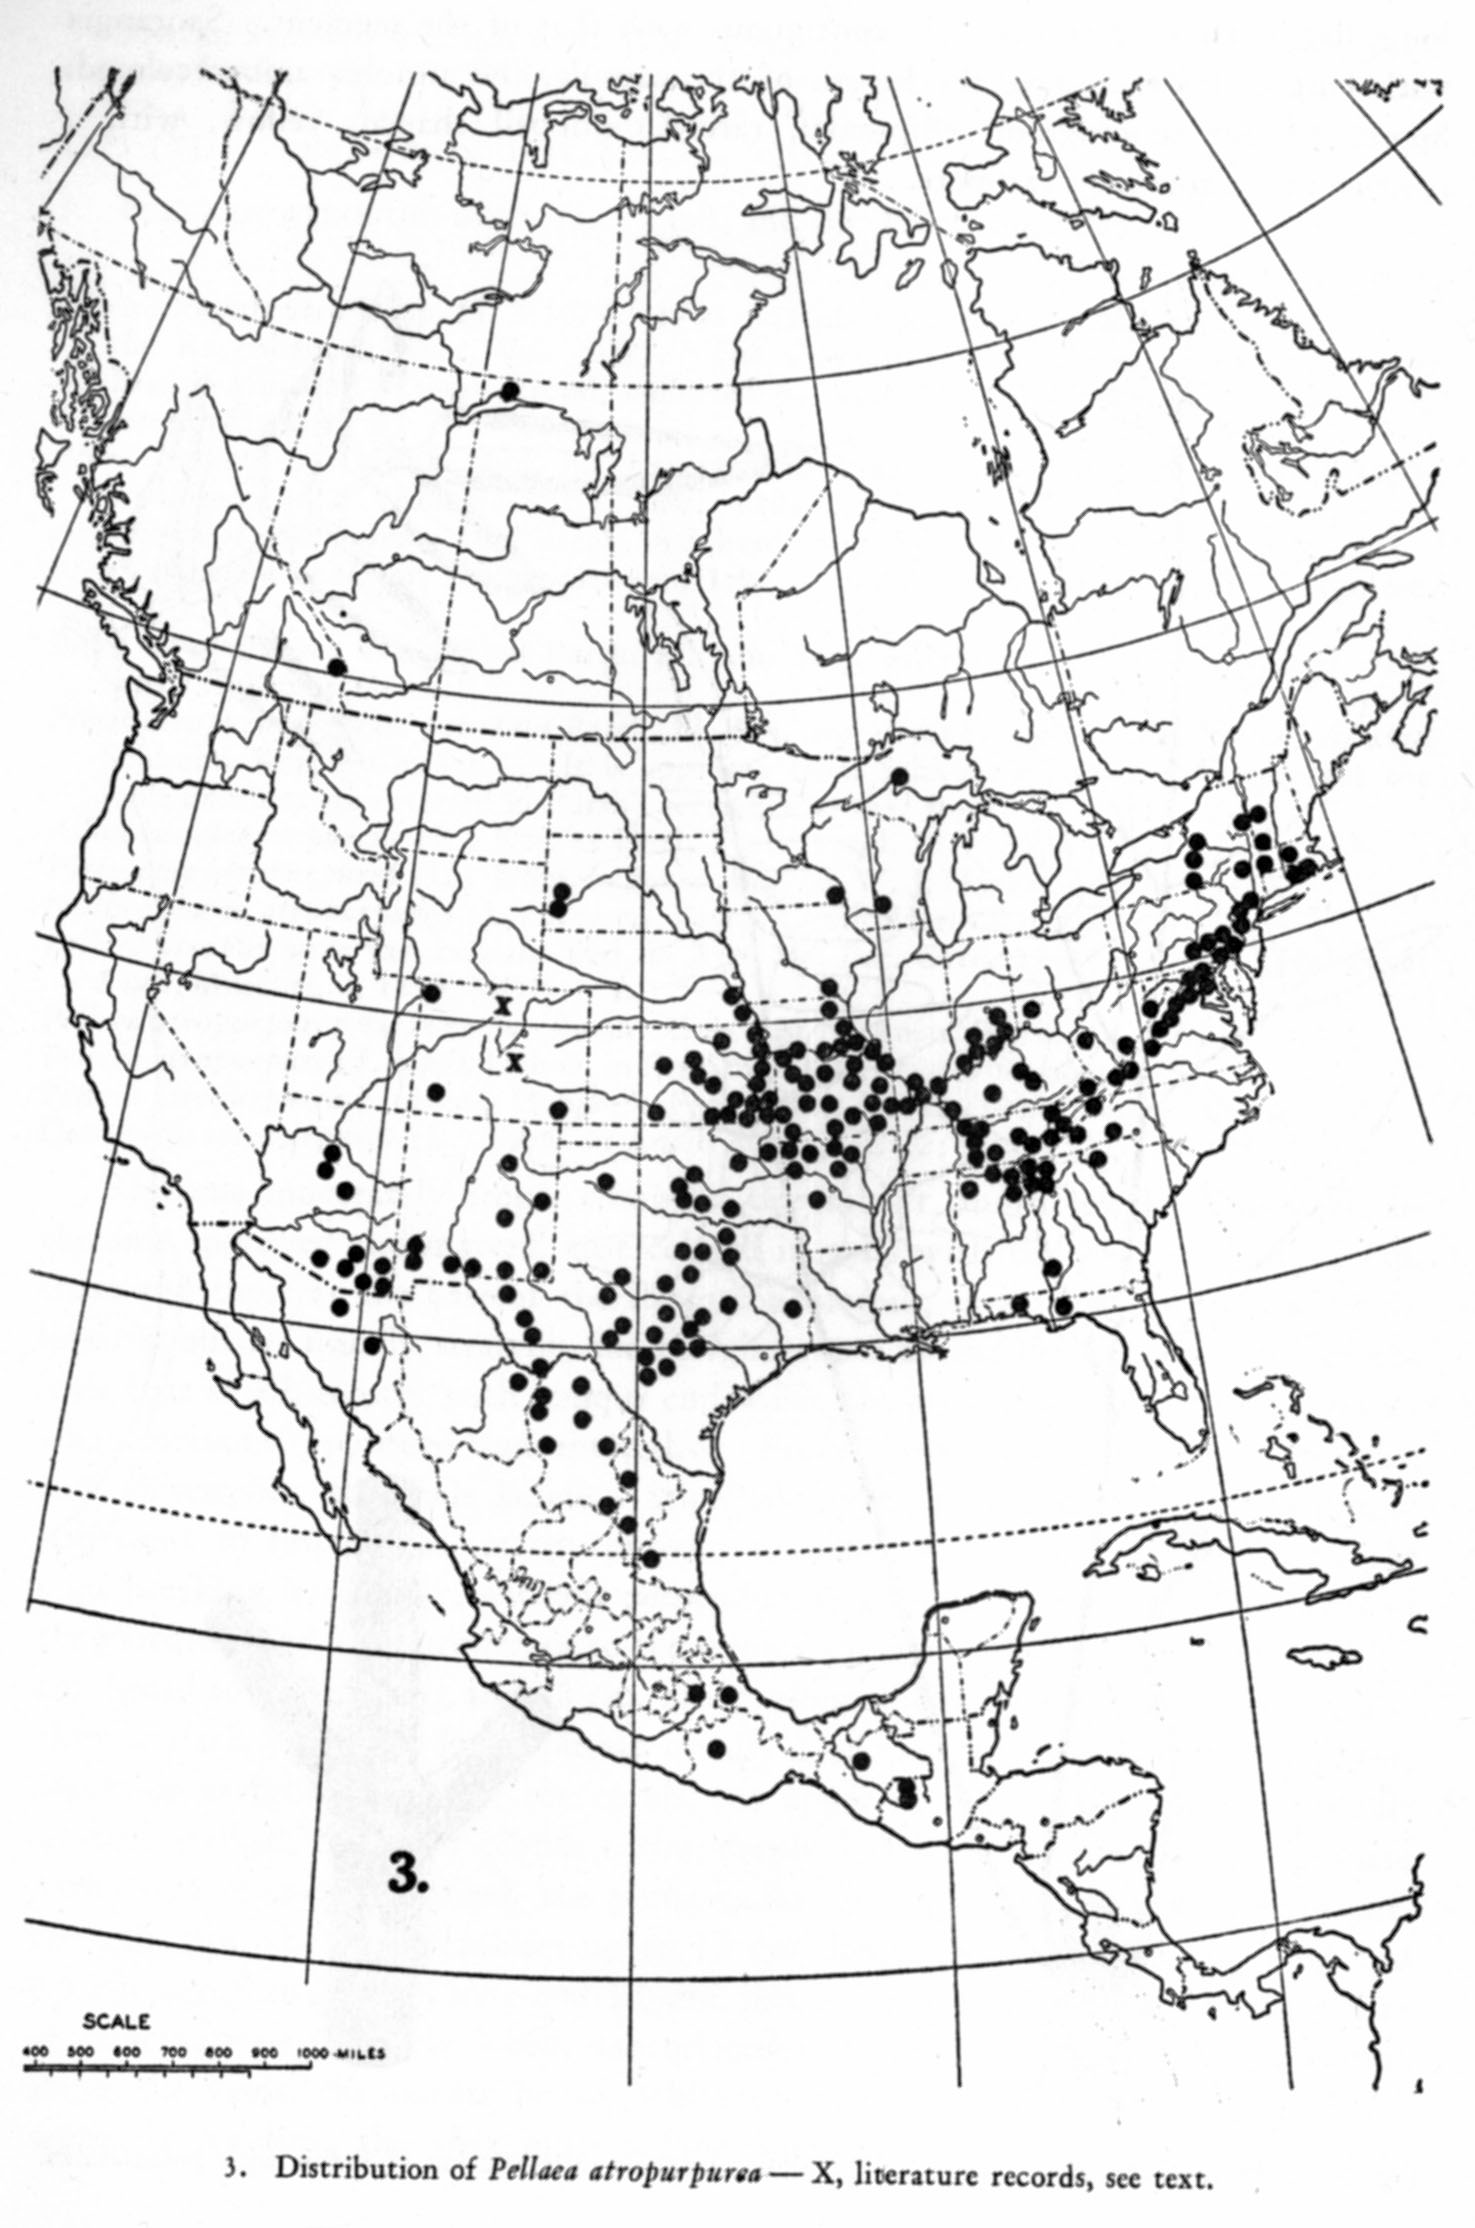 X
X
3.
SCALE
400 500 600 700 800 900 1000 MILES
3. Distribution of Pellaea atropurpurea — X, literature records, see text.